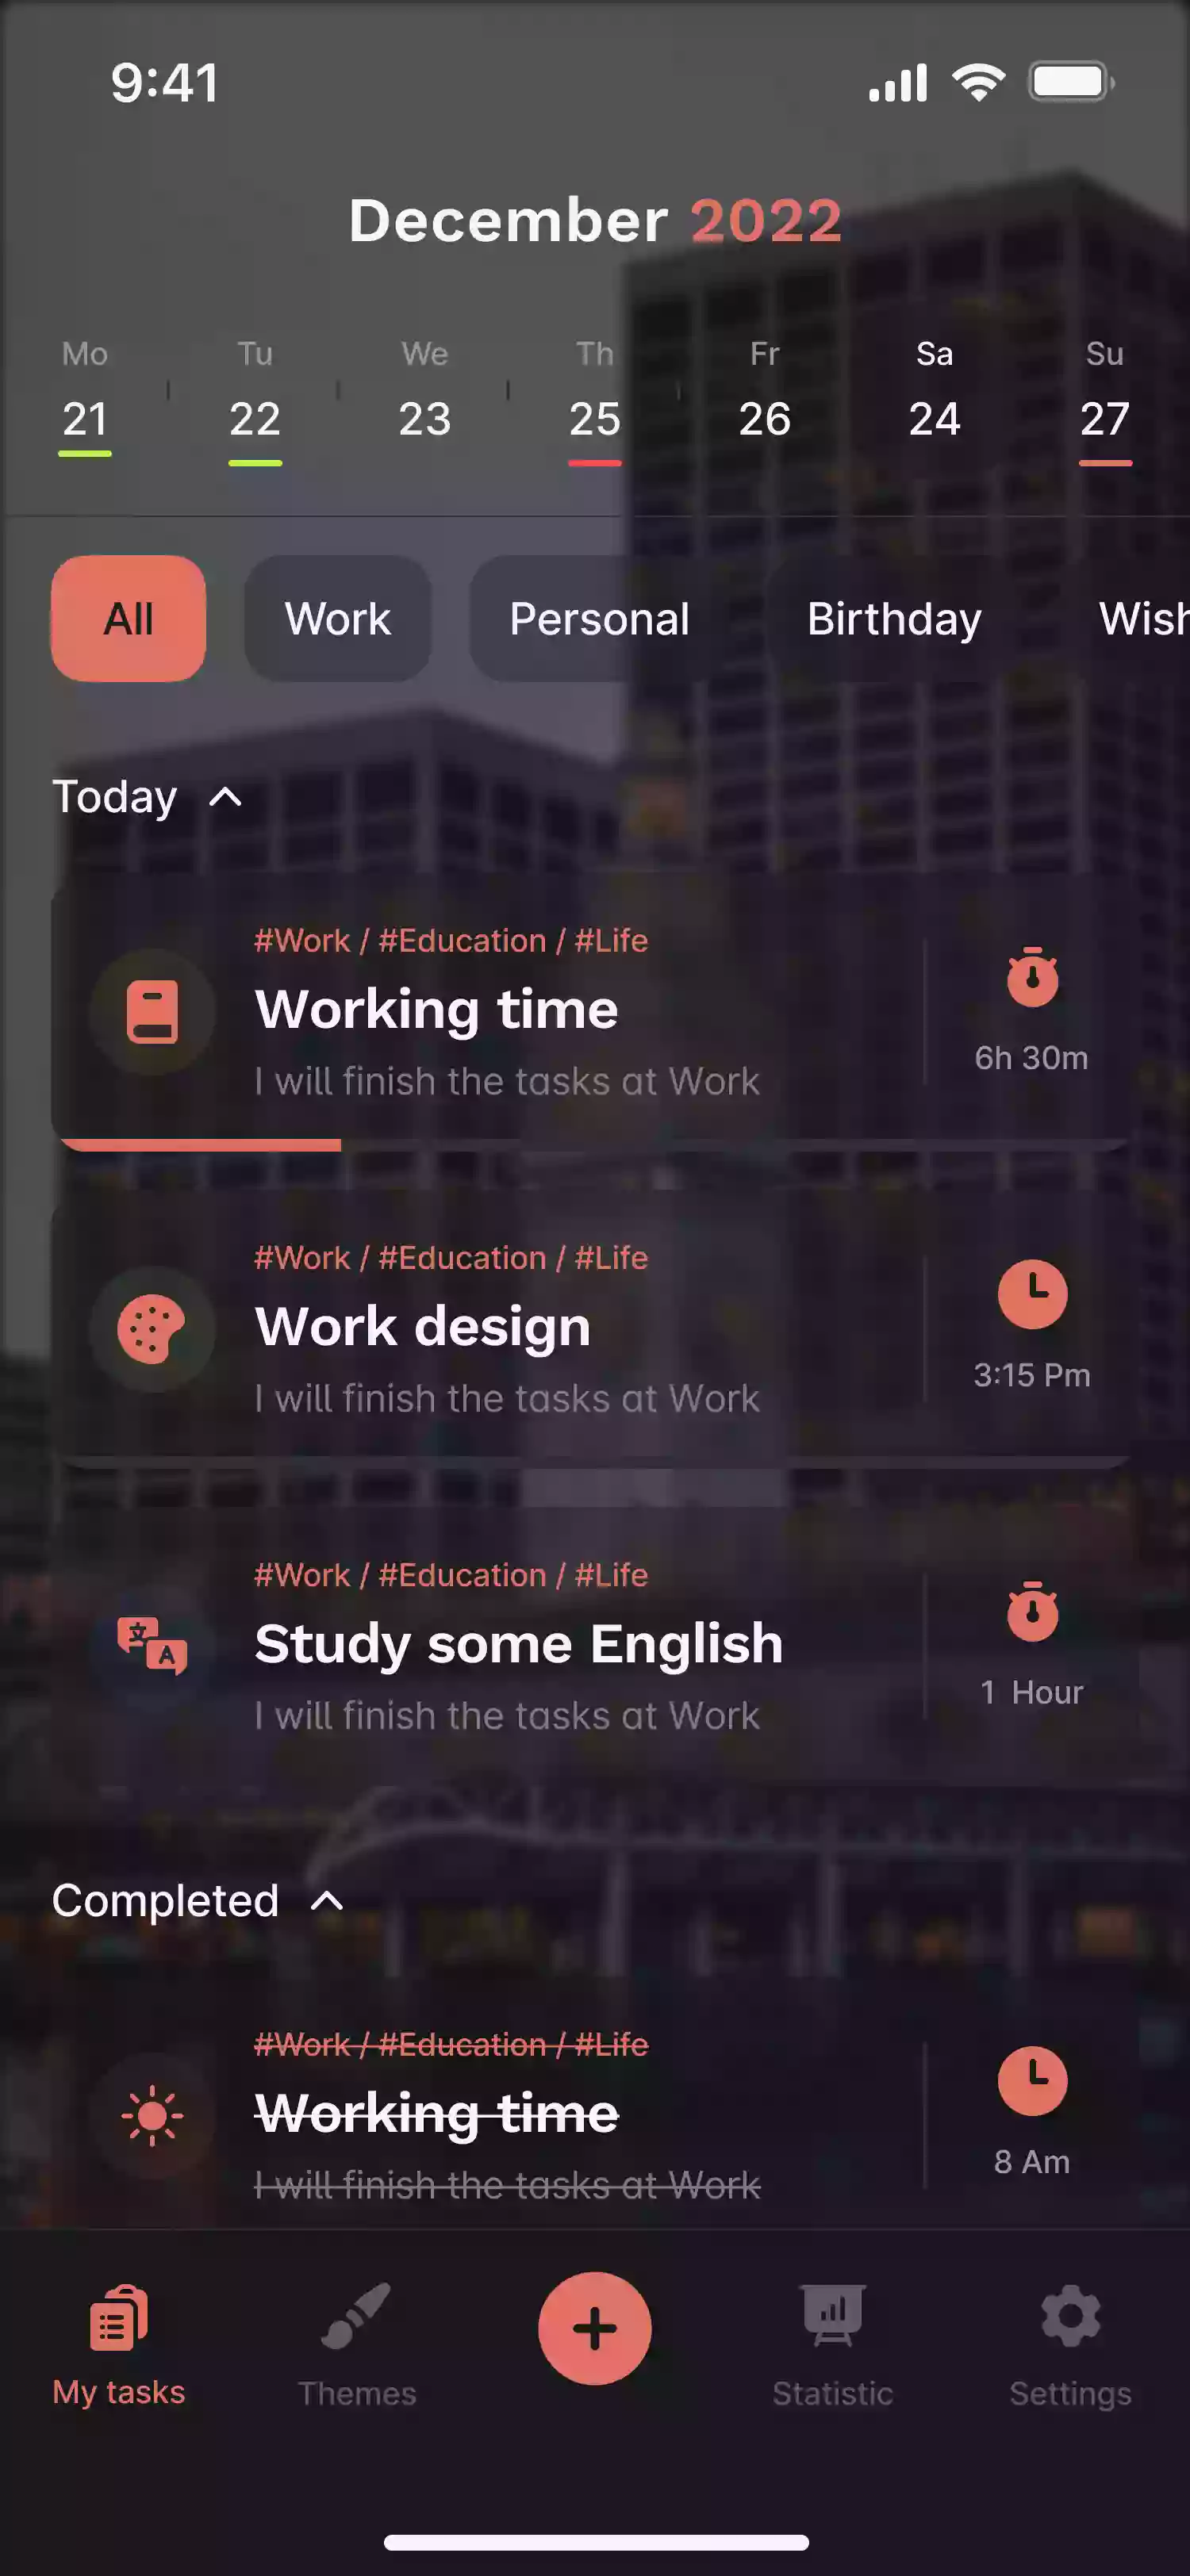 9:41
December 2022
Mo Tu We Th Fr Sa Su
21 22 23 25 26 24 27
All Work Personal Birthday Wish
Today
#Work / #Education / #Life
Working time
I will finish the tasks at Work
6h 30m
#Work / #Education / #Life
Work design
I will finish the tasks at Work
3:15 Pm
文 A
#Work / #Education / #Life
Study some English
I will finish the tasks at Work
1 Hour
Completed
#Work / #Education / #Life
Working time
I will finish the tasks at Work
8 Am
My tasks Themes Statistic Settings